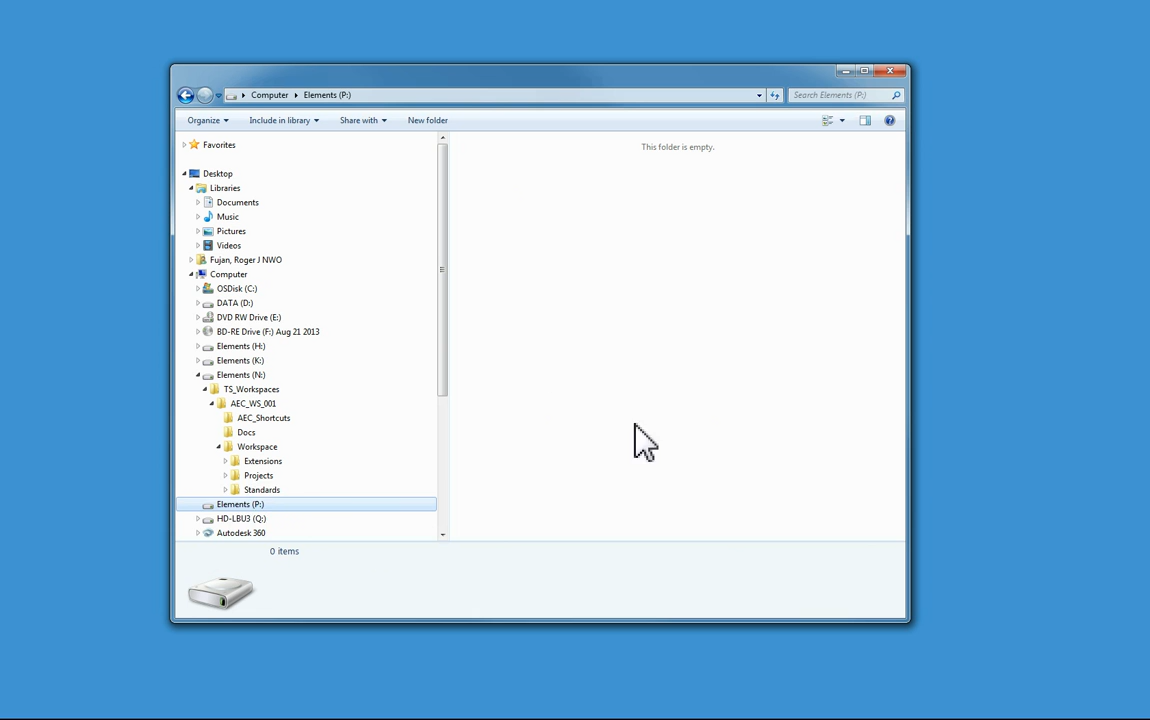 Computer Elements (P:)
Search Elements (P:)
Organize Include in library Share with New folder
Favorites
This folder is empty.
Desktop
Libraries
Documents
Music
Pictures
Videos
Fujan, Roger J NWO
Computer
OSDisk (C:)
DATA (D:)
DVD RW Drive (E:)
BD-RE Drive (F:) Aug 21 2013
Elements (H:)
Elements (K:)
Elements (N:)
TS_Workspaces
AEC_WS_001
AEC_Shortcuts
Docs
Workspace
Extensions
Projects
Standards
Elements (P:)
HD-LBU3 (Q:)
Autodesk 360
0 items